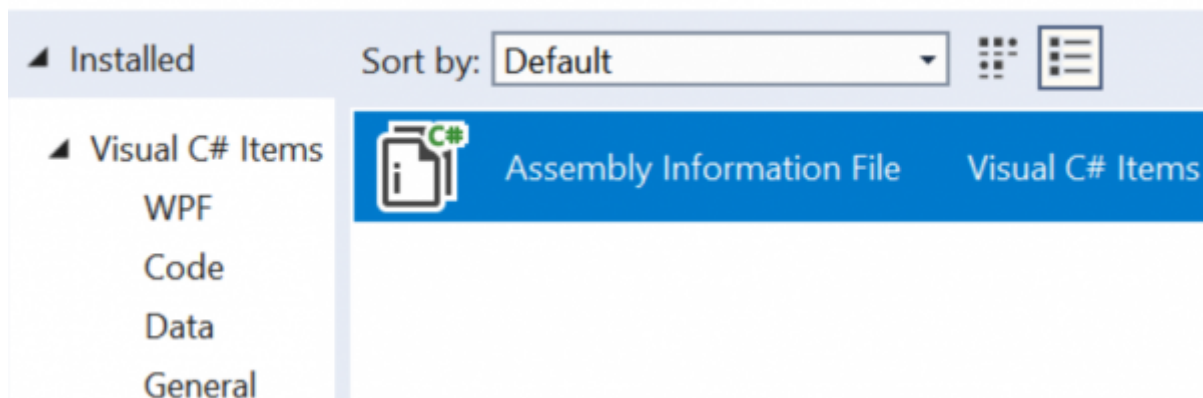 Installed
Sort by: Default
Visual C# Items
WPF
Code
Data
General
C#
i
Assembly Information File Visual C# Items